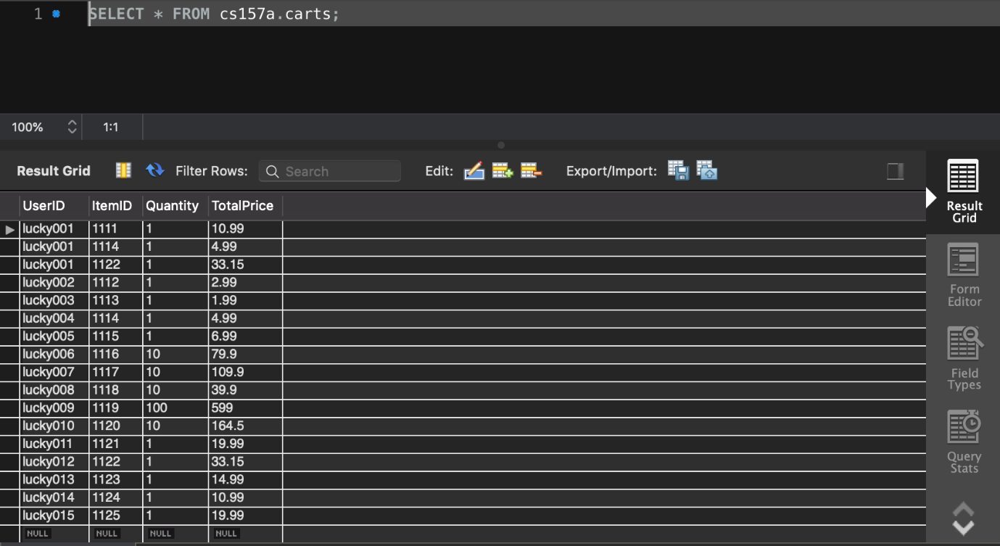 1 SELECT * FROM cs157a.carts;
100% 1:1
Result Grid Filter Rows: Search Edit: Export/Import:
UserID ItemID Quantity TotalPrice
lucky001 1111 1 10.99
lucky001 1114 1 4.99
lucky001 1122 1 33.15
lucky002 1112 1 2.99
lucky003 1113 1 1.99
lucky004 1114 1 4.99
lucky005 1115 1 6.99
lucky006 1116 10 79.9
lucky007 1117 10 109.9
lucky008 1118 10 39.9
lucky009 1119 100 599
lucky010 1120 10 164.5
lucky011 1121 1 19.99
lucky012 1122 1 33.15
lucky013 1123 1 14.99
lucky014 1124 1 10.99
lucky015 1125 1 19.99
NULL NULL NULL NULL
Result
Grid
Form
Editor
Field
Types
Query
Stats